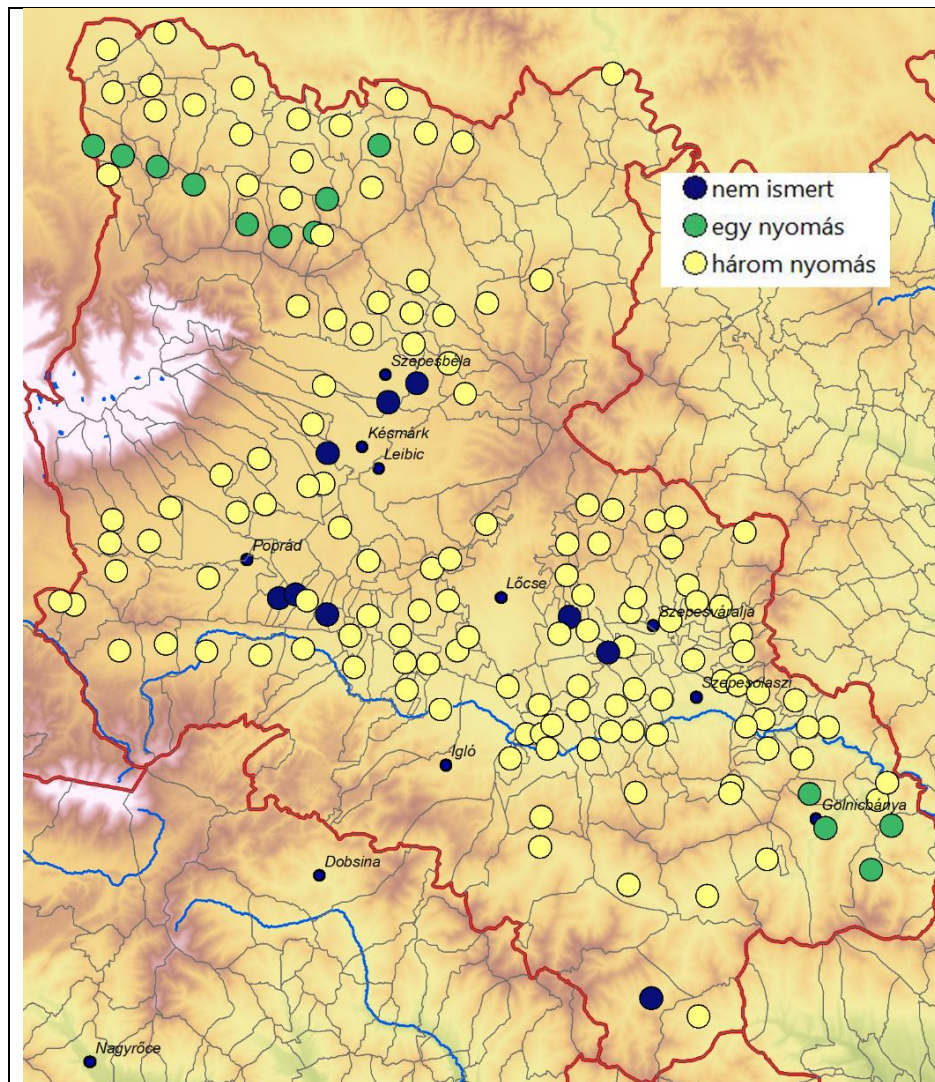 nem ismert
egy nyomás
három nyomás
Szepesbéla
Késmárk
Leibic
Poprád
Lőcse
Szepesváralja
Szepesolaszi
Igló
Gölnicbánya
Dobsina
Nagyrőce